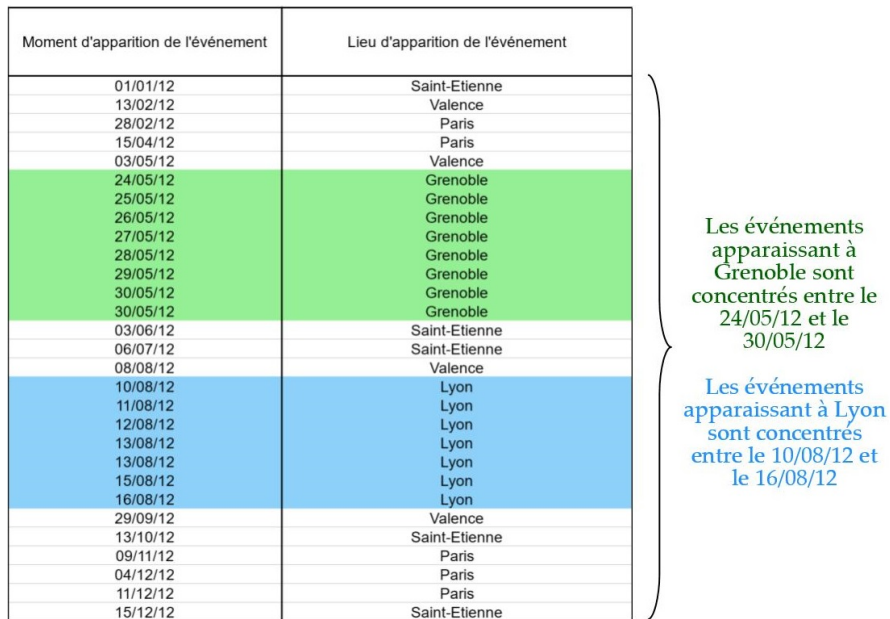 Moment d'apparition de l'événement Lieu d'apparition de l'événement
01/01/12 Saint-Etienne
13/02/12 Valence
28/02/12 Paris
15/04/12 Paris
03/05/12 Valence
24/05/12 Grenoble
25/05/12 Grenoble
26/05/12 Grenoble
27/05/12 Grenoble
28/05/12 Grenoble
29/05/12 Grenoble
30/05/12 Grenoble
30/05/12 Grenoble
03/06/12 Saint-Etienne
06/07/12 Saint-Etienne
08/08/12 Valence
10/08/12 Lyon
11/08/12 Lyon
12/08/12 Lyon
13/08/12 Lyon
13/08/12 Lyon
15/08/12 Lyon
16/08/12 Lyon
29/09/12 Valence
13/10/12 Saint-Etienne
09/11/12 Paris
04/12/12 Paris
11/12/12 Paris
15/12/12 Saint-Etienne
Les événements
apparaissant à
Grenoble sont
concentrés entre le
24/05/12 et le
30/05/12
Les événements
apparaissant à Lyon
sont concentrés
entre le 10/08/12 et
le 16/08/12